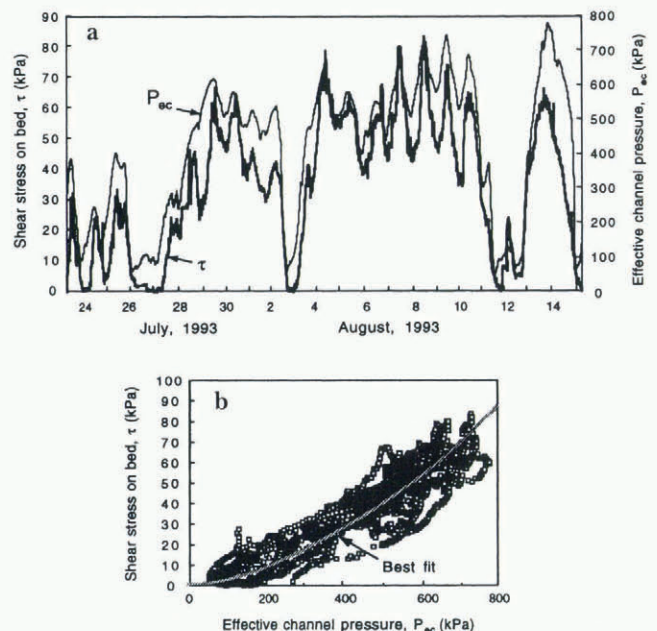 a
Shear stress on bed, τ (kPa)
90
80
70
60
50
40
30
20
10
0
P ec
τ
800
700
600
500
400
300
200
100
0
Effective channel pressure, P ec (kPa)
24 26 28 30 2 4 6 8 10 12 14
July, 1993 August, 1993
b
Shear stress on bed, τ (kPa)
100
90
80
70
60
50
40
30
20
10
0
Best fit
0 200 400 600 800
Effective channel pressure, P ec (kPa)